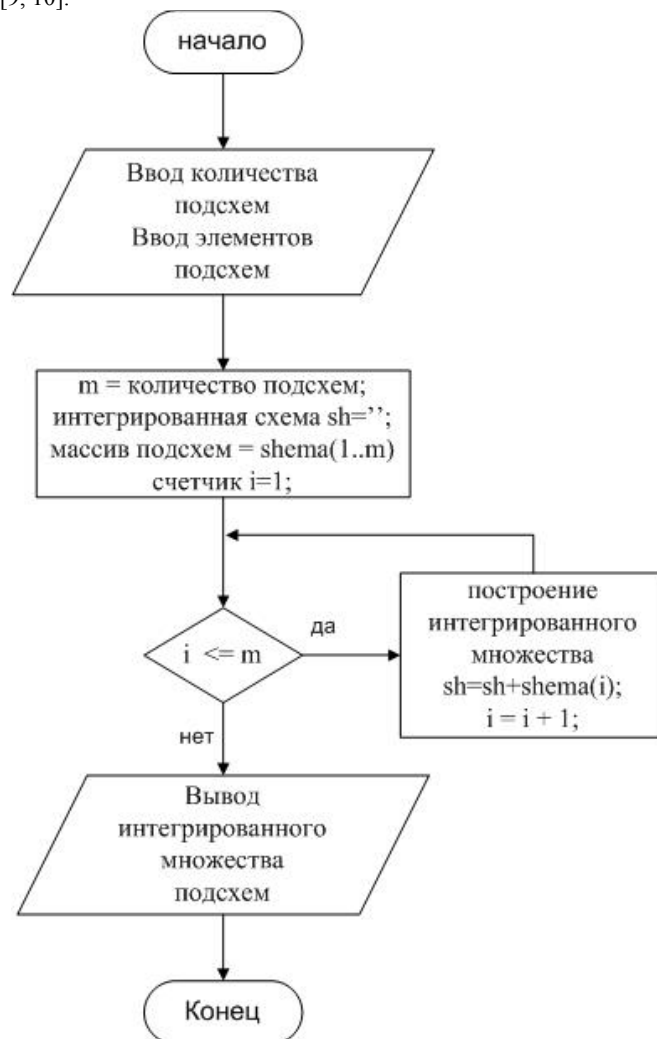 [9, 10].
начало
Ввод количества
подсхем
Ввод элементов
подсхем
m = количество подсхем;
интегрированная схема sh=’’;
массив подсхем = shema(1..m)
счетчик i=1;
i <= m
да
построение
интегрированного
множества
sh=sh+shema(i);
i = i + 1;
нет
Вывод
интегрированного
множества
подсхем
Конец